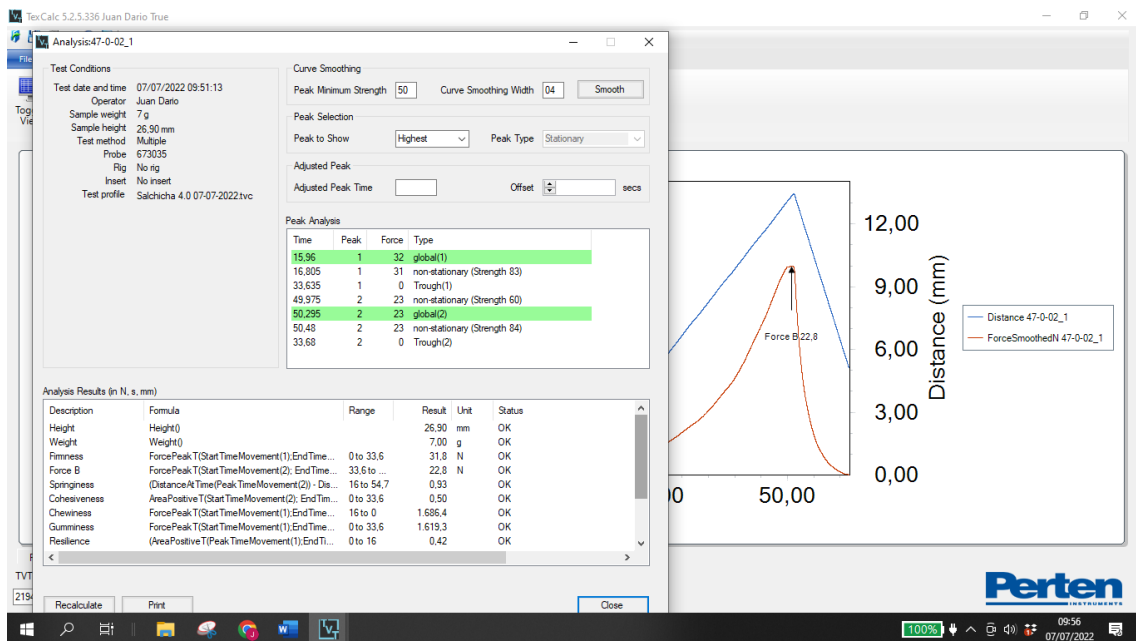 TexCalc 5.2.5.336 Juan Dario True
Analysis:47-0-02_1
File
Test Conditions
Test date and time 07/07/2022 09:51:13
Operator Juan Dario
Sample weight 7 g
Sample height 26,90 mm
Test method Multiple
Probe 673035
Rig No rig
Insert No insert
Test profile Salchicha 4.0 07-07-2022.tvc
Curve Smoothing
Peak Minimum Strength 50 Curve Smoothing Width 04 Smooth
Peak Selection
Peak to Show Highest Peak Type Stationary
Adjusted Peak
Adjusted Peak Time Offset secs
Peak Analysis
Time Peak Force Type
15,96 1 32 global(1)
16,805 1 31 non-stationary (Strength 83)
33,635 1 0 Trough(1)
49,975 2 23 non-stationary (Strength 60)
50,295 2 23 global(2)
50,48 2 23 non-stationary (Strength 84)
33,68 2 0 Trough(2)
Analysis Results (in N, s, mm)
Description Formula Range Result Unit Status
Height Height() 26,90 mm OK
Weight Weight() 7,00 g OK
Firmness ForcePeakT(StartTimeMovement(1);EndTime... 0 to 33,6 31,8 N OK
Force B ForcePeakT(StartTimeMovement(2); EndTime... 33,6 to ... 22,8 N OK
Springiness (DistanceAtTime(PeakTimeMovement(2)) - Dis... 16 to 54,7 0,93 OK
Cohesiveness AreaPositiveT(StartTimeMovement(2); EndTim... 0 to 33,6 0,50 OK
Chewiness ForcePeakT(StartTimeMovement(1);EndTime... 16 to 0 1.686,4 OK
Gumminess ForcePeakT(StartTimeMovement(1);EndTime... 0 to 33,6 1.619,3 OK
Resilience (AreaPositiveT(PeakTimeMovement(1);EndTi... 0 to 16 0,42 OK
Recalculate Print Close
Togg
Vie
TVT
219
12,00
9,00
6,00
3,00
0,00
Distance (mm)
Force B 22,8
00 50,00
Distance 47-0-02_1
ForceSmoothedN 47-0-02_1
Perten
INSTRUMENTS
100%
09:56
07/07/2022